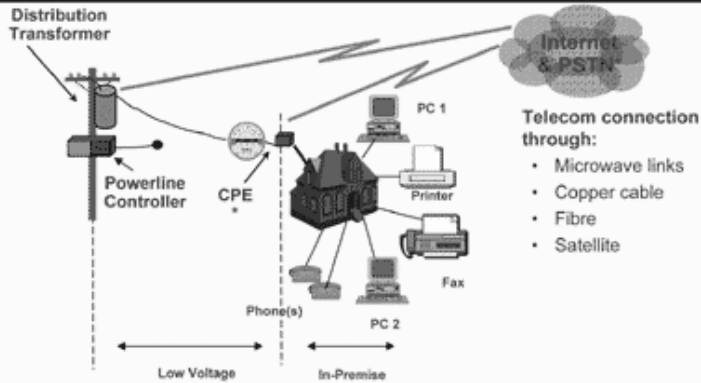 Distribution
Transformer
Internet
& PSTN
PC 1
Telecom connection
through:
• Microwave links
• Copper cable
• Fibre
• Satellite
Powerline
Controller
CPE
*
Printer
Fax
Phone(s)
PC 2
Low Voltage
In-Premise